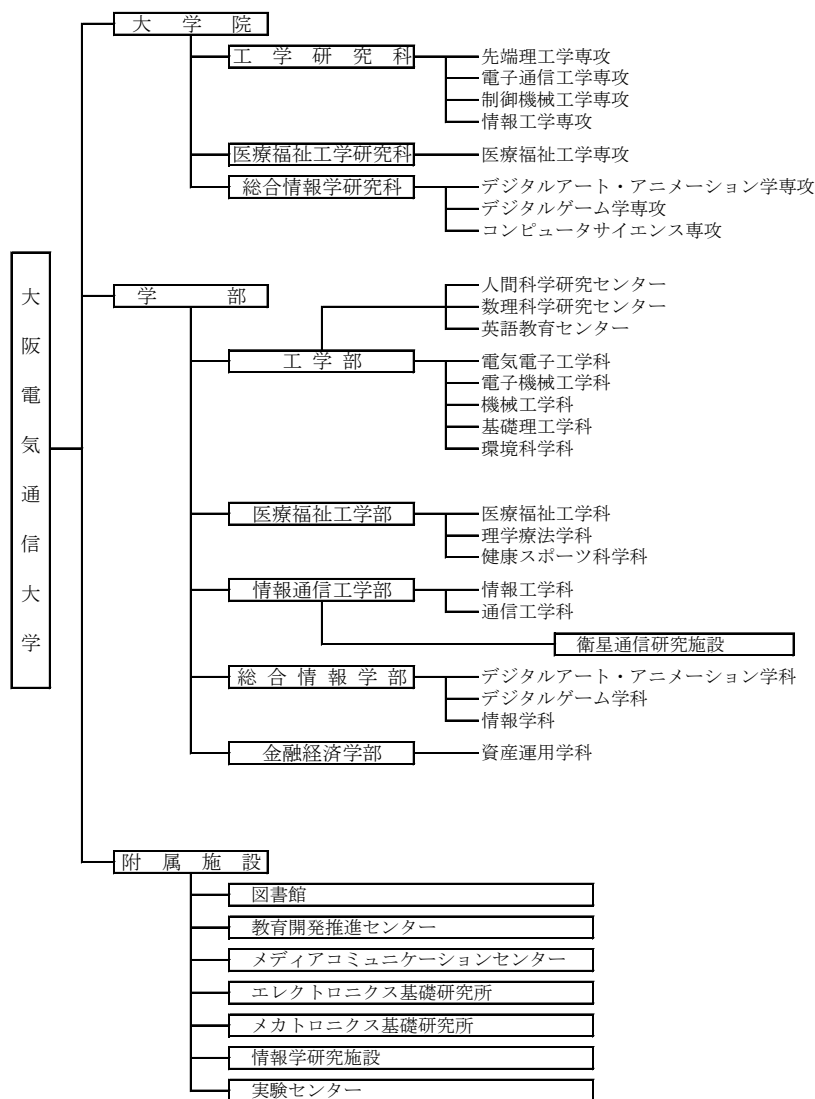 大学院
工学研究科
先端理工学専攻
電子通信工学専攻
制御機械工学専攻
情報工学専攻
医療福祉工学研究科
医療福祉工学専攻
総合情報学研究科
デジタルアート・アニメーション学専攻
デジタルゲーム学専攻
コンピュータサイエンス専攻
大阪電気通信大学
学部
人間科学研究センター
数理科学研究センター
英語教育センター
工学部
電気電子工学科
電子機械工学科
機械工学科
基礎理工学科
環境科学科
医療福祉工学部
医療福祉工学科
理学療法学科
健康スポーツ科学科
情報通信工学部
情報工学科
通信工学科
衛星通信研究施設
総合情報学部
デジタルアート・アニメーション学科
デジタルゲーム学科
情報学科
金融経済学部
資産運用学科
附属施設
図書館
教育開発推進センター
メディアコミュニケーションセンター
エレクトロニクス基礎研究所
メカトロニクス基礎研究所
情報学研究施設
実験センター